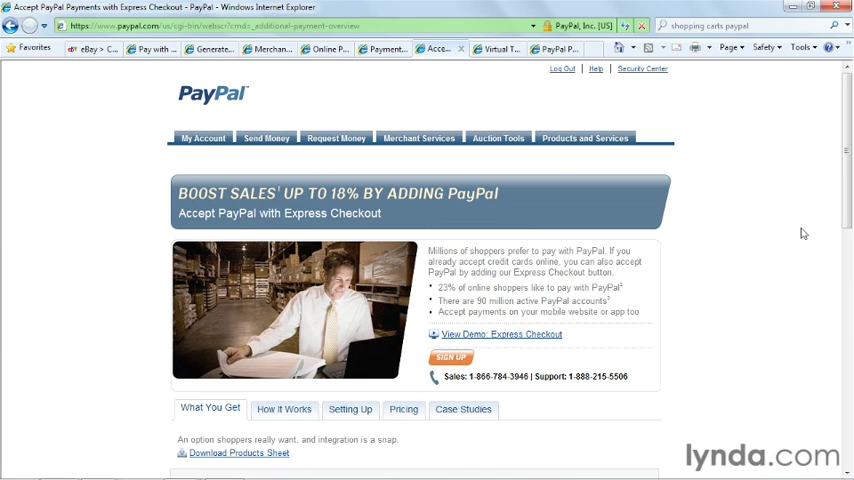 Accept PayPal Payments with Express Checkout - PayPal - Windows Internet Explorer
https://www.paypal.com/us/cgi-bin/webscr?cmd=_additional-payment-overview
PayPal, Inc. [US]
shopping carts paypal
Favorites
eBay > C...
Pay with ...
Generate...
Merchan...
Online P...
Payment...
Acce...
Virtual T...
PayPal P...
Page
Safety
Tools
Log Out | Help | Security Center
PayPal™
My Account
Send Money
Request Money
Merchant Services
Auction Tools
Products and Services
BOOST SALES¹ UP TO 18% BY ADDING PayPal
Accept PayPal with Express Checkout
Millions of shoppers prefer to pay with PayPal. If you
already accept credit cards online, you can also accept
PayPal by adding our Express Checkout button.
• 23% of online shoppers like to pay with PayPal²
• There are 90 million active PayPal accounts³
• Accept payments on your mobile website or app too
View Demo: Express Checkout
SIGN UP
Sales: 1-866-784-3946 | Support: 1-888-215-5506
What You Get
How It Works
Setting Up
Pricing
Case Studies
An option shoppers really want, and integration is a snap.
Download Products Sheet
lynda.com